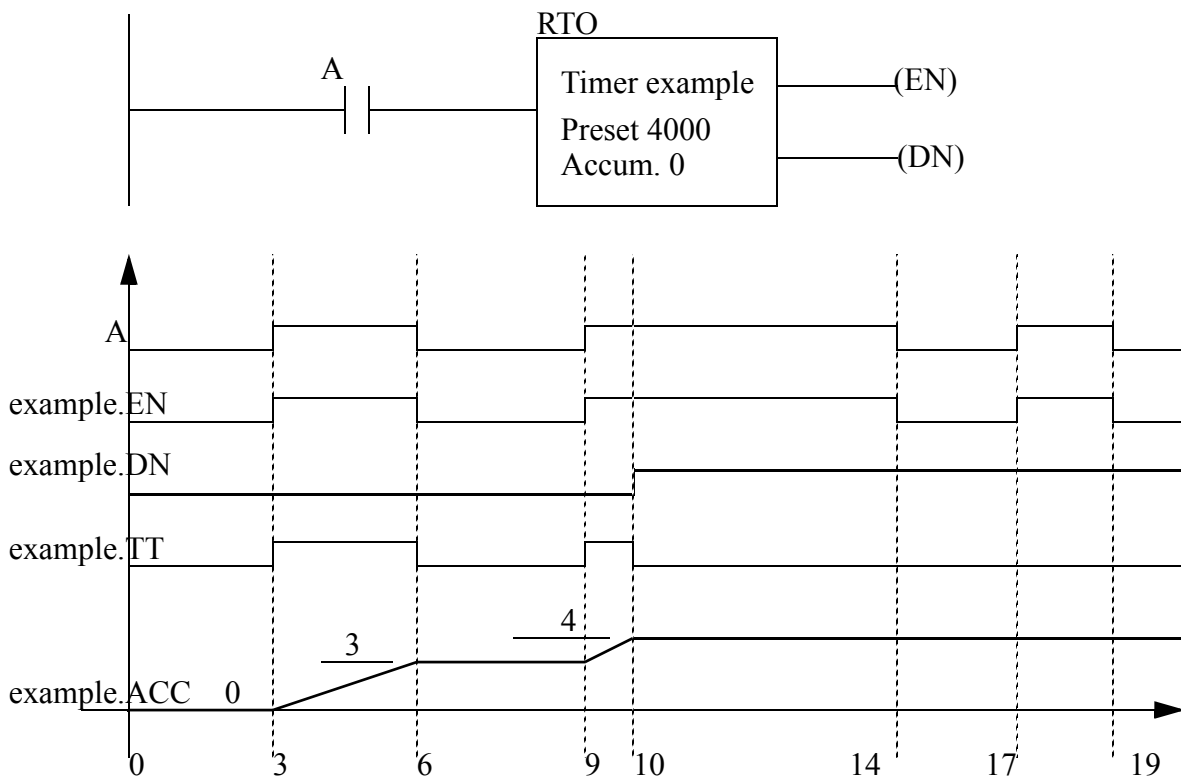 RTO
A
Timer example
(EN)
Preset 4000
Accum. 0
(DN)
A
example.EN
example.DN
example.TT
4
3
example.ACC 0
0 3 6 9 10 14 17 19